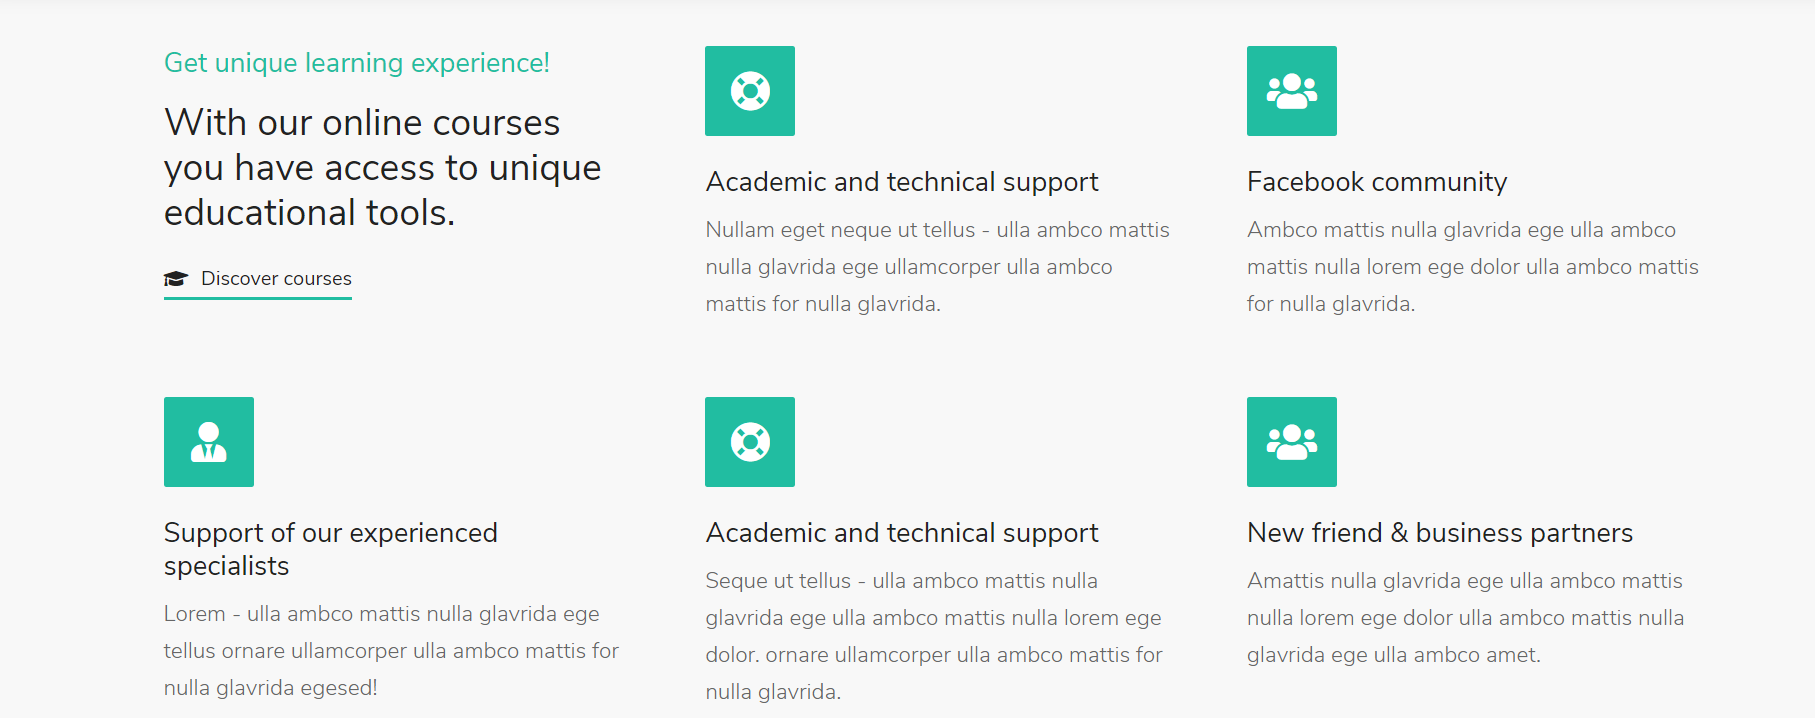 Get unique learning experience!
With our online courses
you have access to unique
educational tools.
Discover courses
Academic and technical support
Nullam eget neque ut tellus - ulla ambco mattis
nulla glavrida ege ullamcorper ulla ambco
mattis for nulla glavrida.
Facebook community
Ambco mattis nulla glavrida ege ulla ambco
mattis nulla lorem ege dolor ulla ambco mattis
for nulla glavrida.
Support of our experienced
specialists
Lorem - ulla ambco mattis nulla glavrida ege
tellus ornare ullamcorper ulla ambco mattis for
nulla glavrida egesed!
Academic and technical support
Seque ut tellus - ulla ambco mattis nulla
glavrida ege ulla ambco mattis nulla lorem ege
dolor. ornare ullamcorper ulla ambco mattis for
nulla glavrida.
New friend & business partners
Amattis nulla glavrida ege ulla ambco mattis
nulla lorem ege dolor ulla ambco mattis nulla
glavrida ege ulla ambco amet.